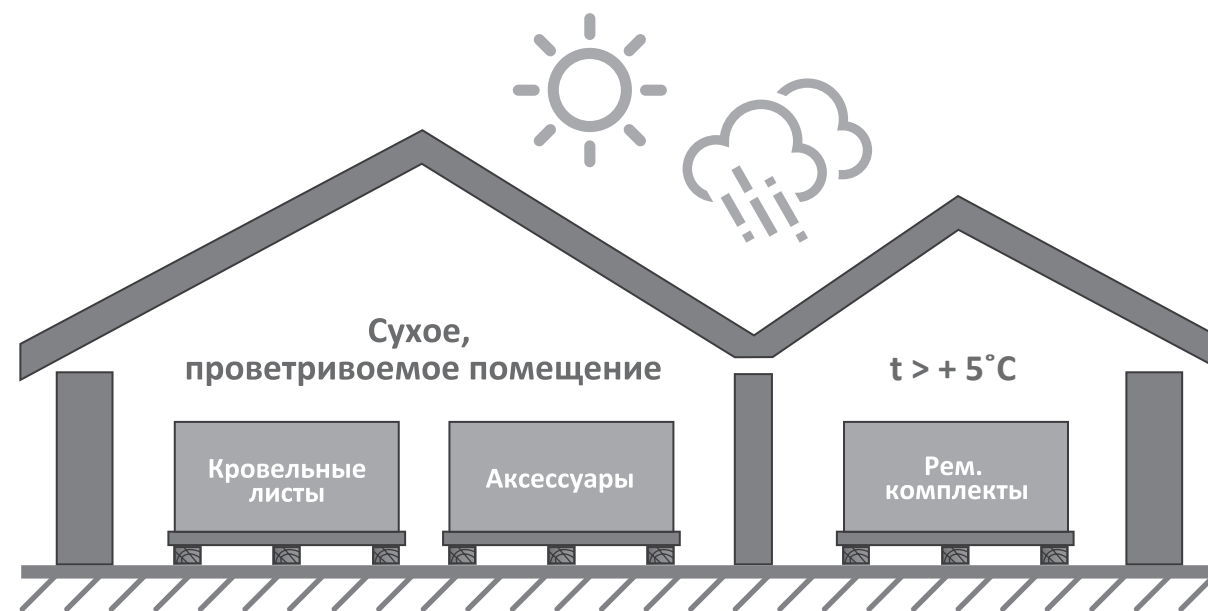 Сухое,
проветривоемое помещение
t > + 5˚C
Кровельные
листы
Аксессуары
Рем.
комплекты